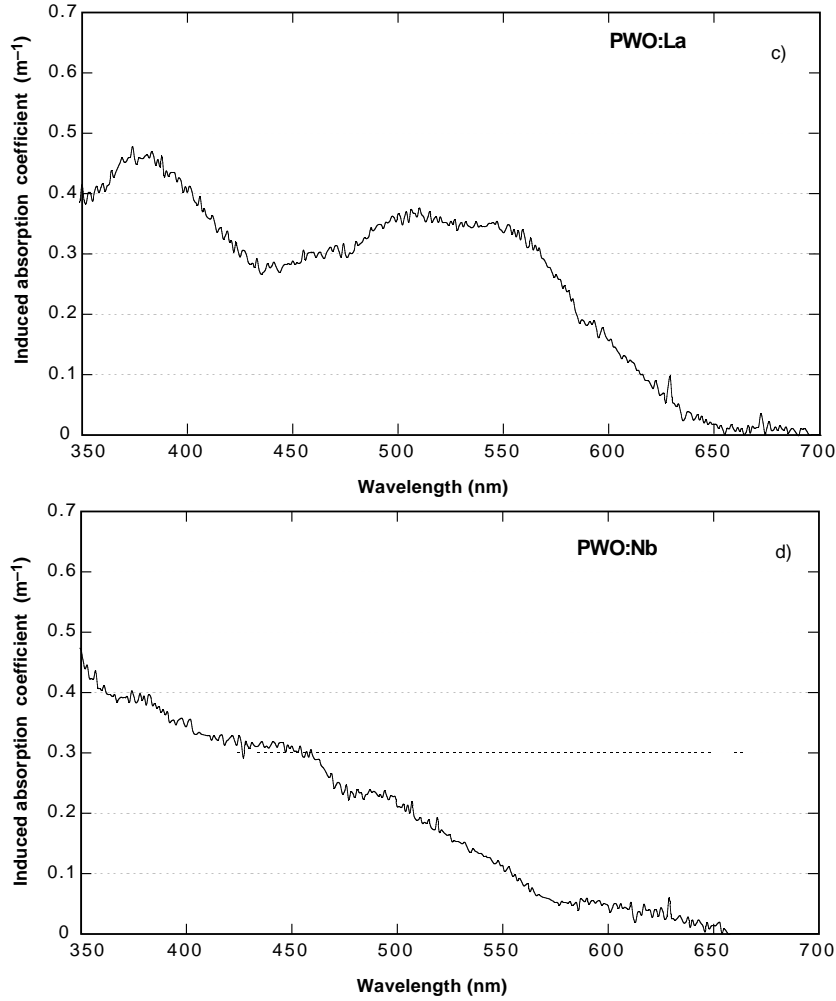 0.7
PWO:La
c)
0.6
0.5
0.4
0.3
0.2
0.1
0
350 400 450 500 550 600 650 700
Induced absorption coefficient (m⁻¹)
Wavelength (nm)
0.7
PWO:Nb
d)
0.6
0.5
0.4
0.3
0.2
0.1
0
350 400 450 500 550 600 650 700
Induced absorption coefficient (m⁻¹)
Wavelength (nm)